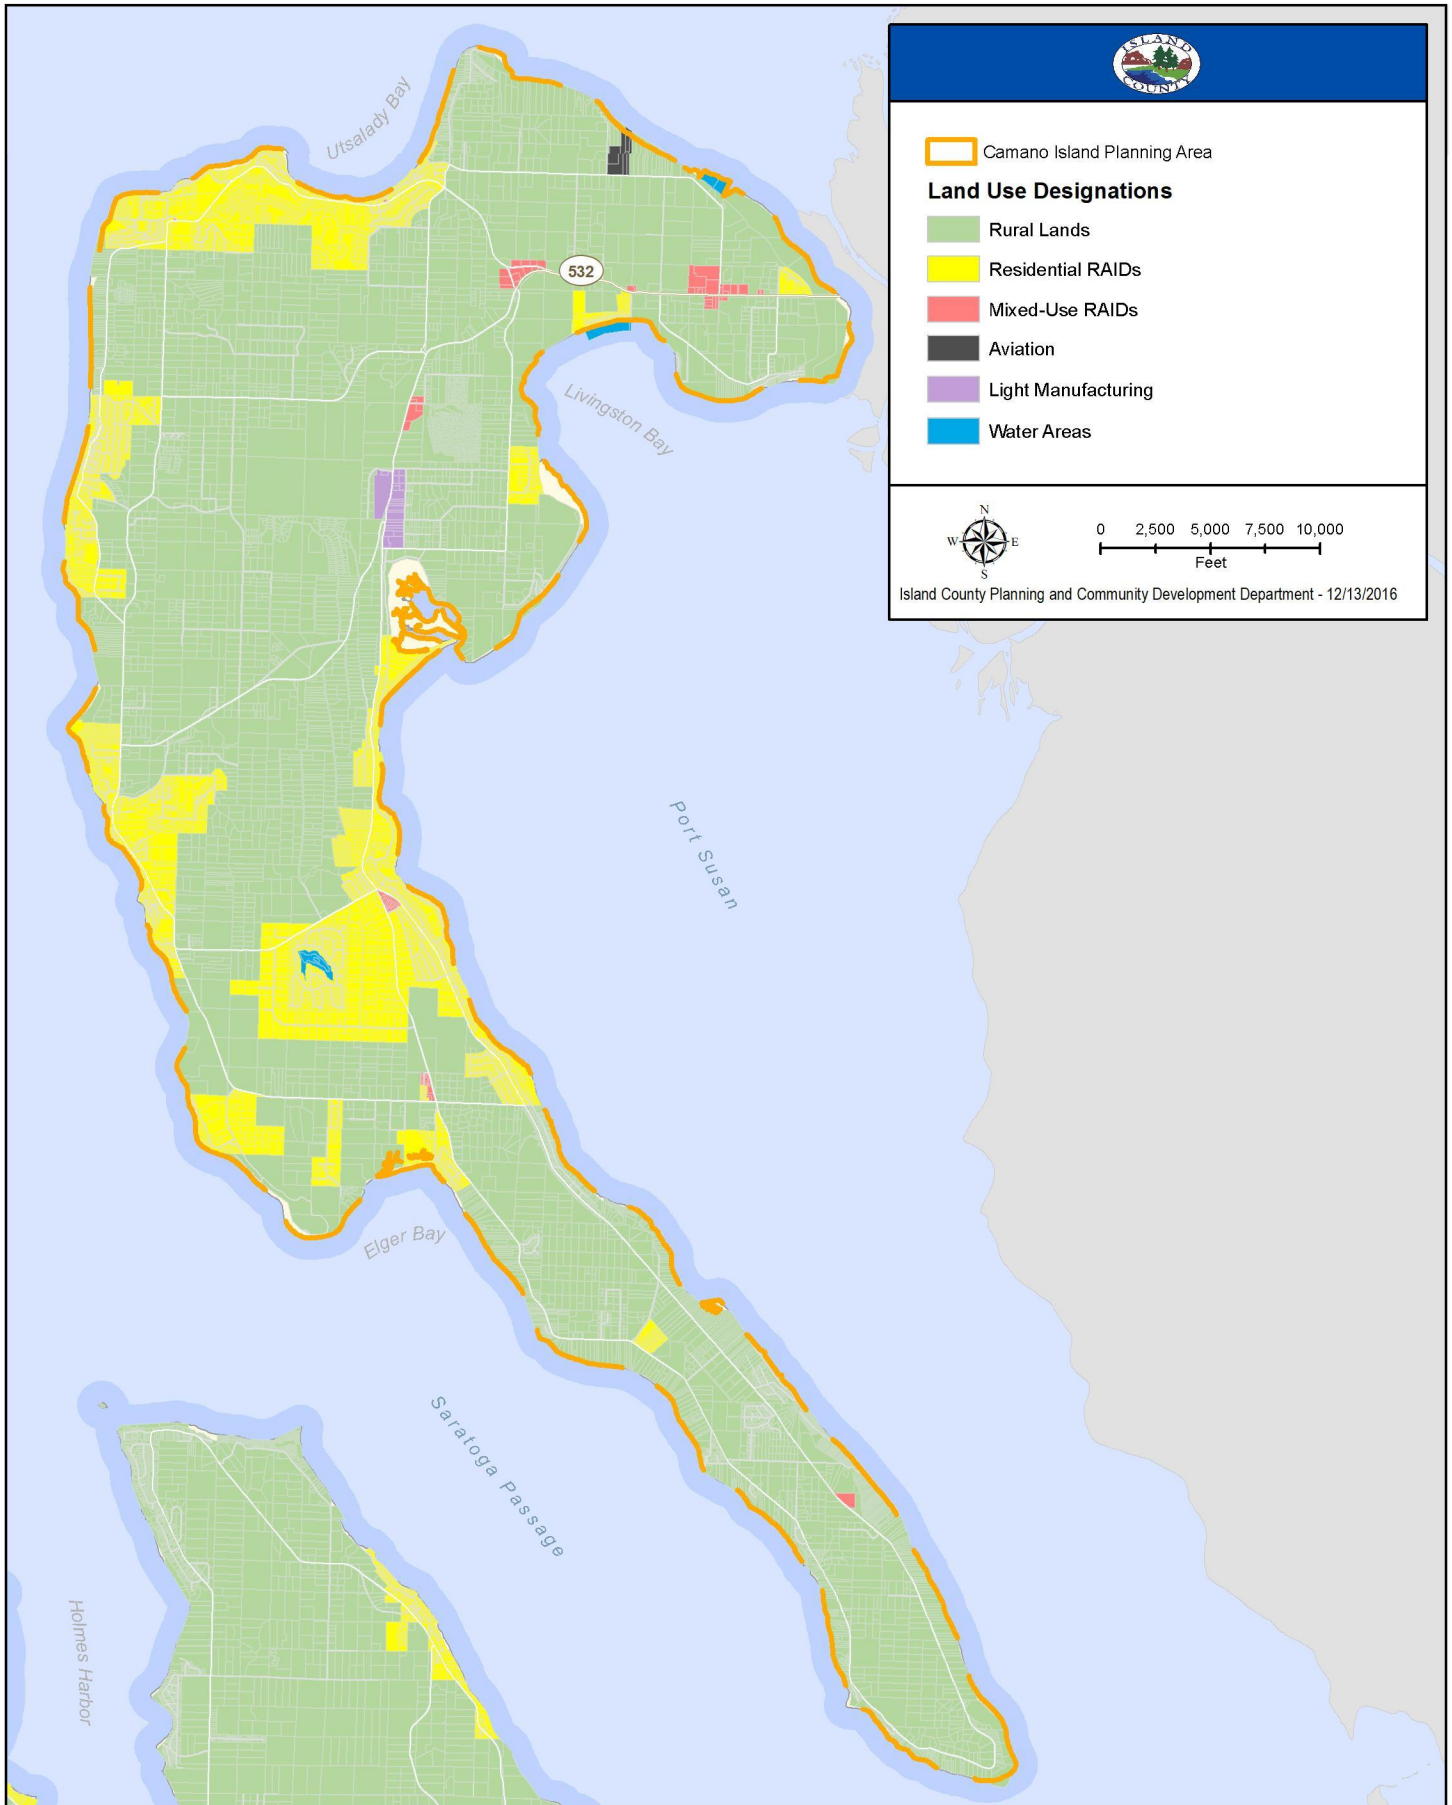 ISLAND
COUNTY
Camano Island Planning Area
Land Use Designations
Rural Lands
Residential RAIDs
Mixed-Use RAIDs
Aviation
Light Manufacturing
Water Areas
N
W
E
S
0 2,500 5,000 7,500 10,000
Feet
Island County Planning and Community Development Department - 12/13/2016
Utsalady Bay
532
Livingston Bay
Port Susan
Elger Bay
Saratoga Passage
Holmes Harbor